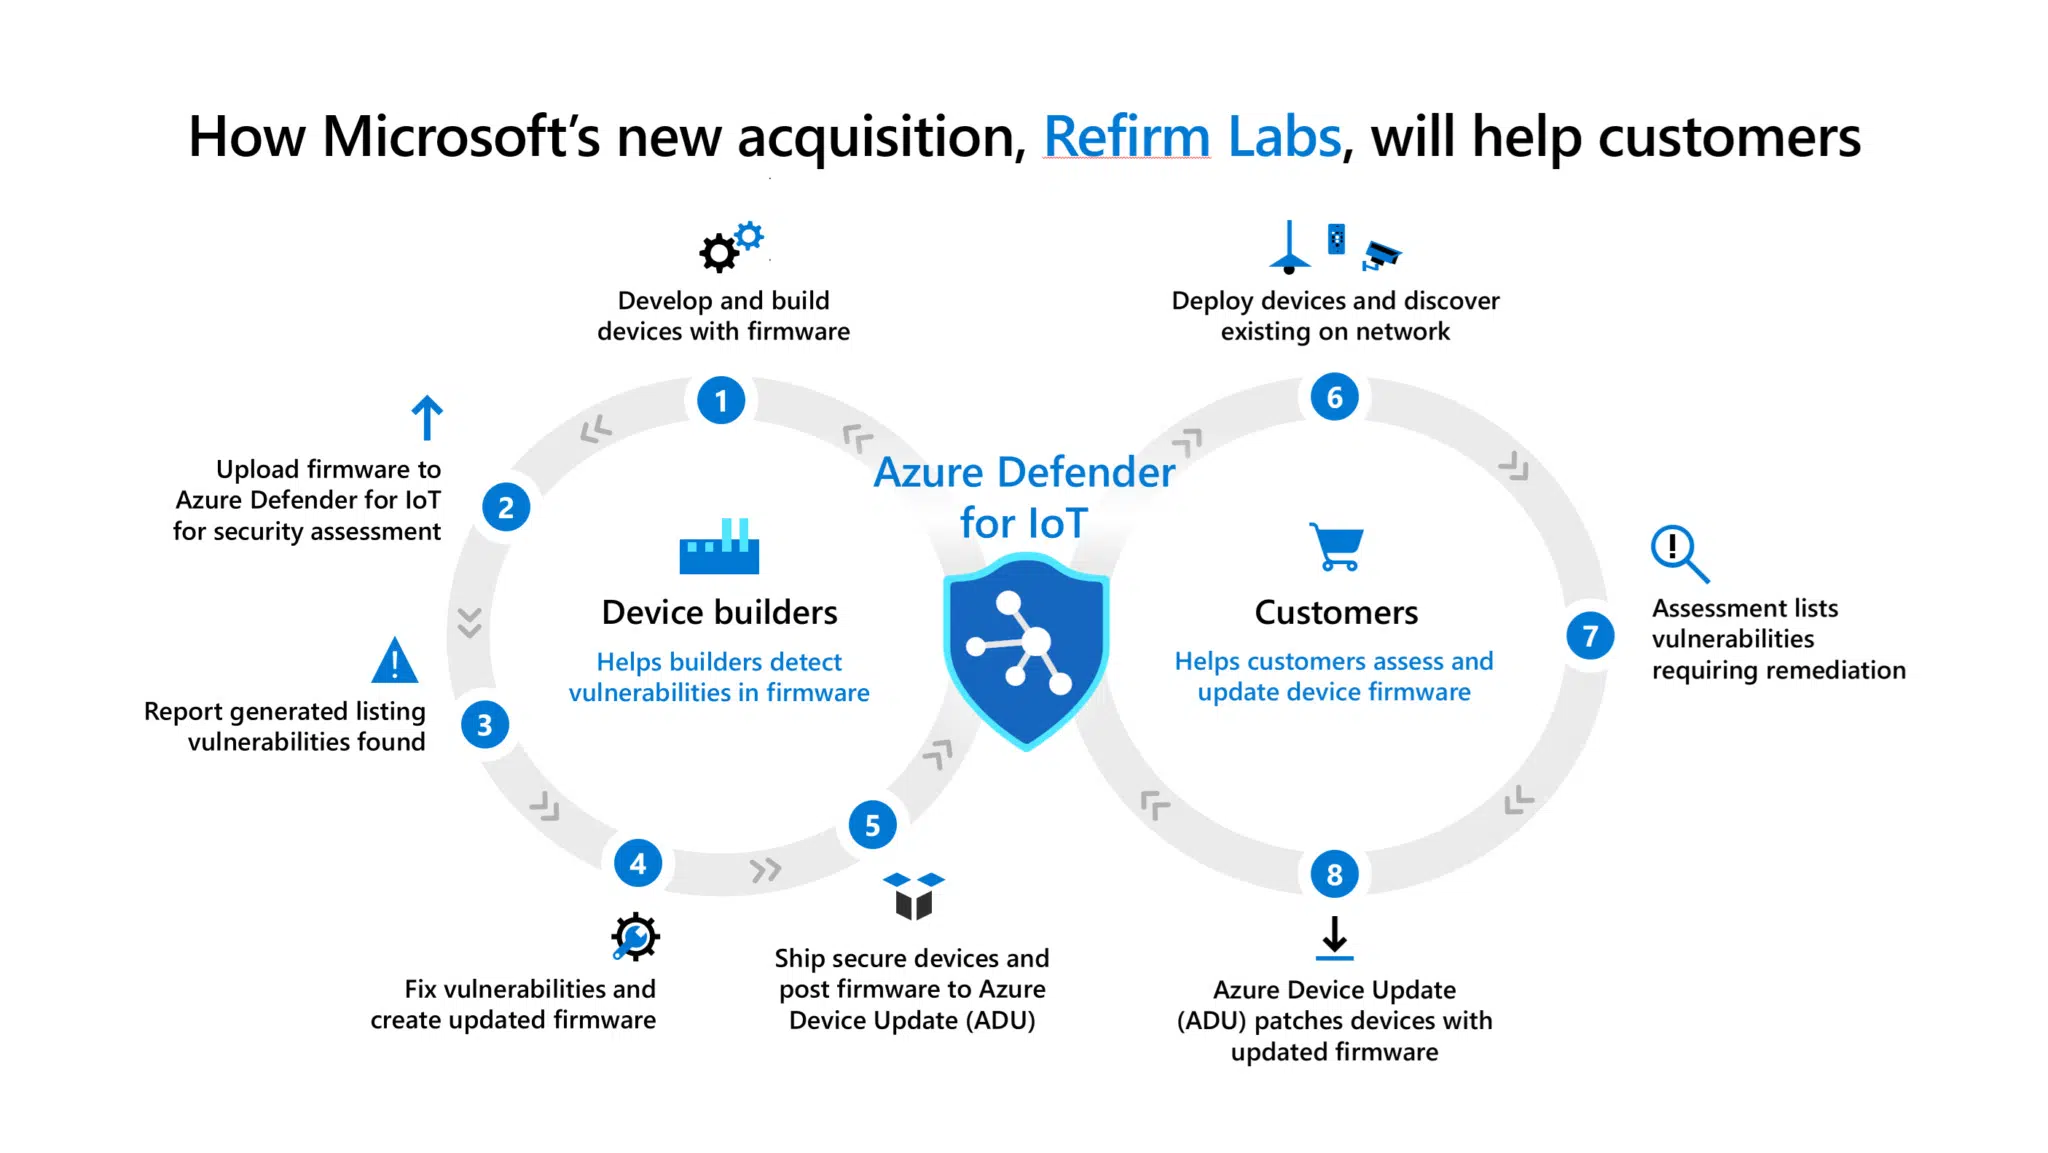 How Microsoft’s new acquisition, Refirm Labs, will help customers
Develop and build
devices with firmware
1
Upload firmware to
Azure Defender for IoT
for security assessment
2
Report generated listing
vulnerabilities found
3
Fix vulnerabilities and
create updated firmware
4
Ship secure devices and
post firmware to Azure
Device Update (ADU)
5
Device builders
Helps builders detect
vulnerabilities in firmware
Azure Defender
for IoT
Deploy devices and discover
existing on network
6
Assessment lists
vulnerabilities
requiring remediation
7
Azure Device Update
(ADU) patches devices with
updated firmware
8
Customers
Helps customers assess and
update device firmware